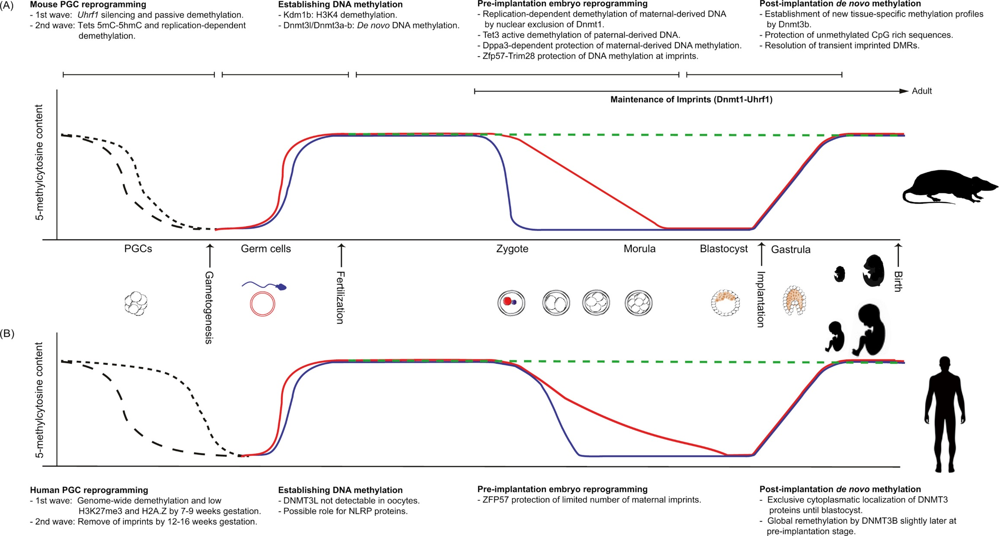 (A)
Mouse PGC reprogramming
- 1st wave: Uhrf1 silencing and passive demethylation.
- 2nd wave: Tets 5mC-5hmC and replication-dependent
demethylation.
Establishing DNA methylation
- Kdm1b: H3K4 demethylation.
- Dnmt3l/Dnmt3a-b: De novo DNA methylation.
Pre-implantation embryo reprogramming
- Replication-dependent demethylation of maternal-derived DNA
by nuclear exclusion of Dnmt1.
- Tet3 active demethylation of paternal-derived DNA.
- Dppa3-dependent protection of maternal-derived DNA methylation.
- Zfp57-Trim28 protection of DNA methylation at imprints.
Post-implantation de novo methylation
- Establishment of new tissue-specific methylation profiles
by Dnmt3b.
- Protection of unmethylated CpG rich sequences.
- Resolution of transient imprinted DMRs.
Adult
Maintenance of Imprints (Dnmt1-Uhrf1)
5-methylcytosine content
PGCs
Gametogenesis
Germ cells
Fertilization
Zygote
Morula
Blastocyst
Implantation
Gastrula
Birth
(B)
5-methylcytosine content
Human PGC reprogramming
- 1st wave: Genome-wide demethylation and low
H3K27me3 and H2A.Z by 7-9 weeks gestation.
- 2nd wave: Remove of imprints by 12-16 weeks gestation.
Establishing DNA methylation
- DNMT3L not detectable in oocytes.
- Possible role for NLRP proteins.
Pre-implantation embryo reprogramming
- ZFP57 protection of limited number of maternal imprints.
Post-implantation de novo methylation
- Exclusive cytoplasmatic localization of DNMT3
proteins until blastocyst.
- Global remethylation by DNMT3B slightly later at
pre-implantation stage.